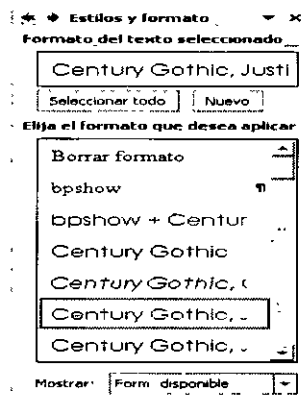 Estilos y formato
Formato del texto seleccionado
Century Gothic, Justi
Seleccionar todo Nuevo
Elija el formato que desea aplicar
Borrar formato
bpshow ¶
bpshow + Centur
Century Gothic
Century Gothic, (
Century Gothic, .
Century Gothic, .
Mostrar: Form disponible